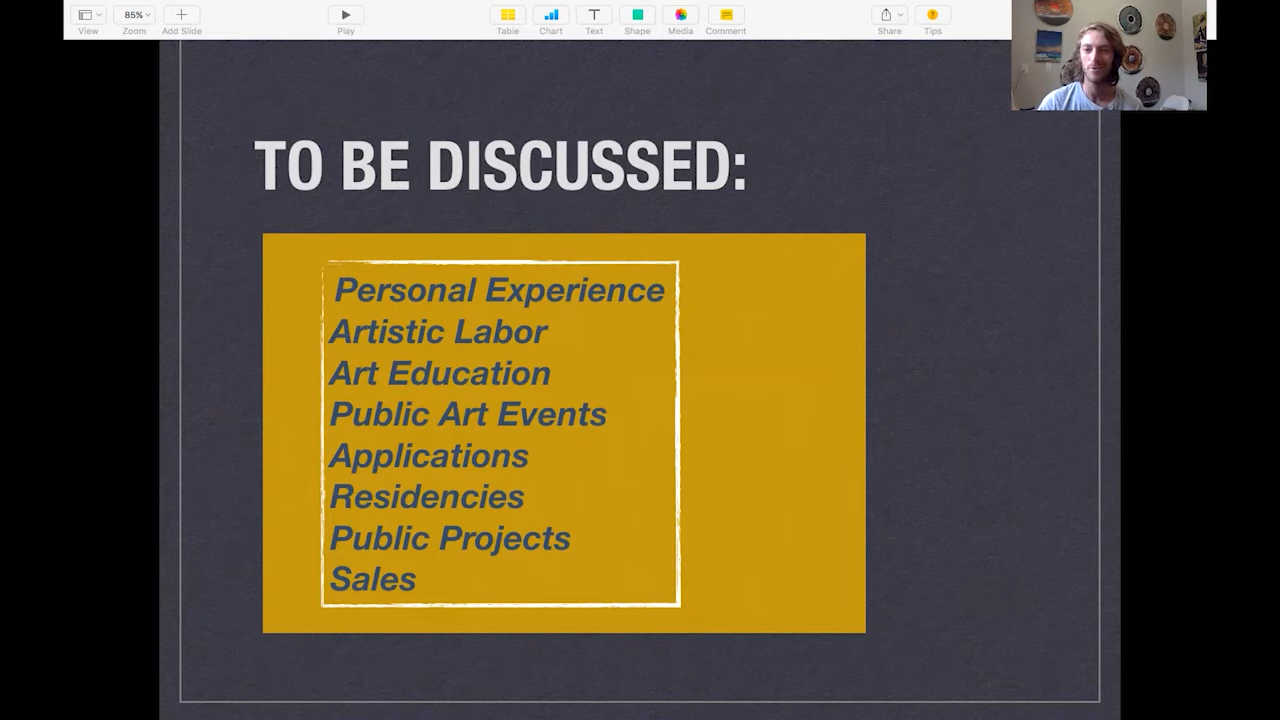 85%
View
Zoom
Add Slide
Play
Table
Chart
Text
Shape
Media
Comment
Share
Tips
TO BE DISCUSSED:
Personal Experience
Artistic Labor
Art Education
Public Art Events
Applications
Residencies
Public Projects
Sales